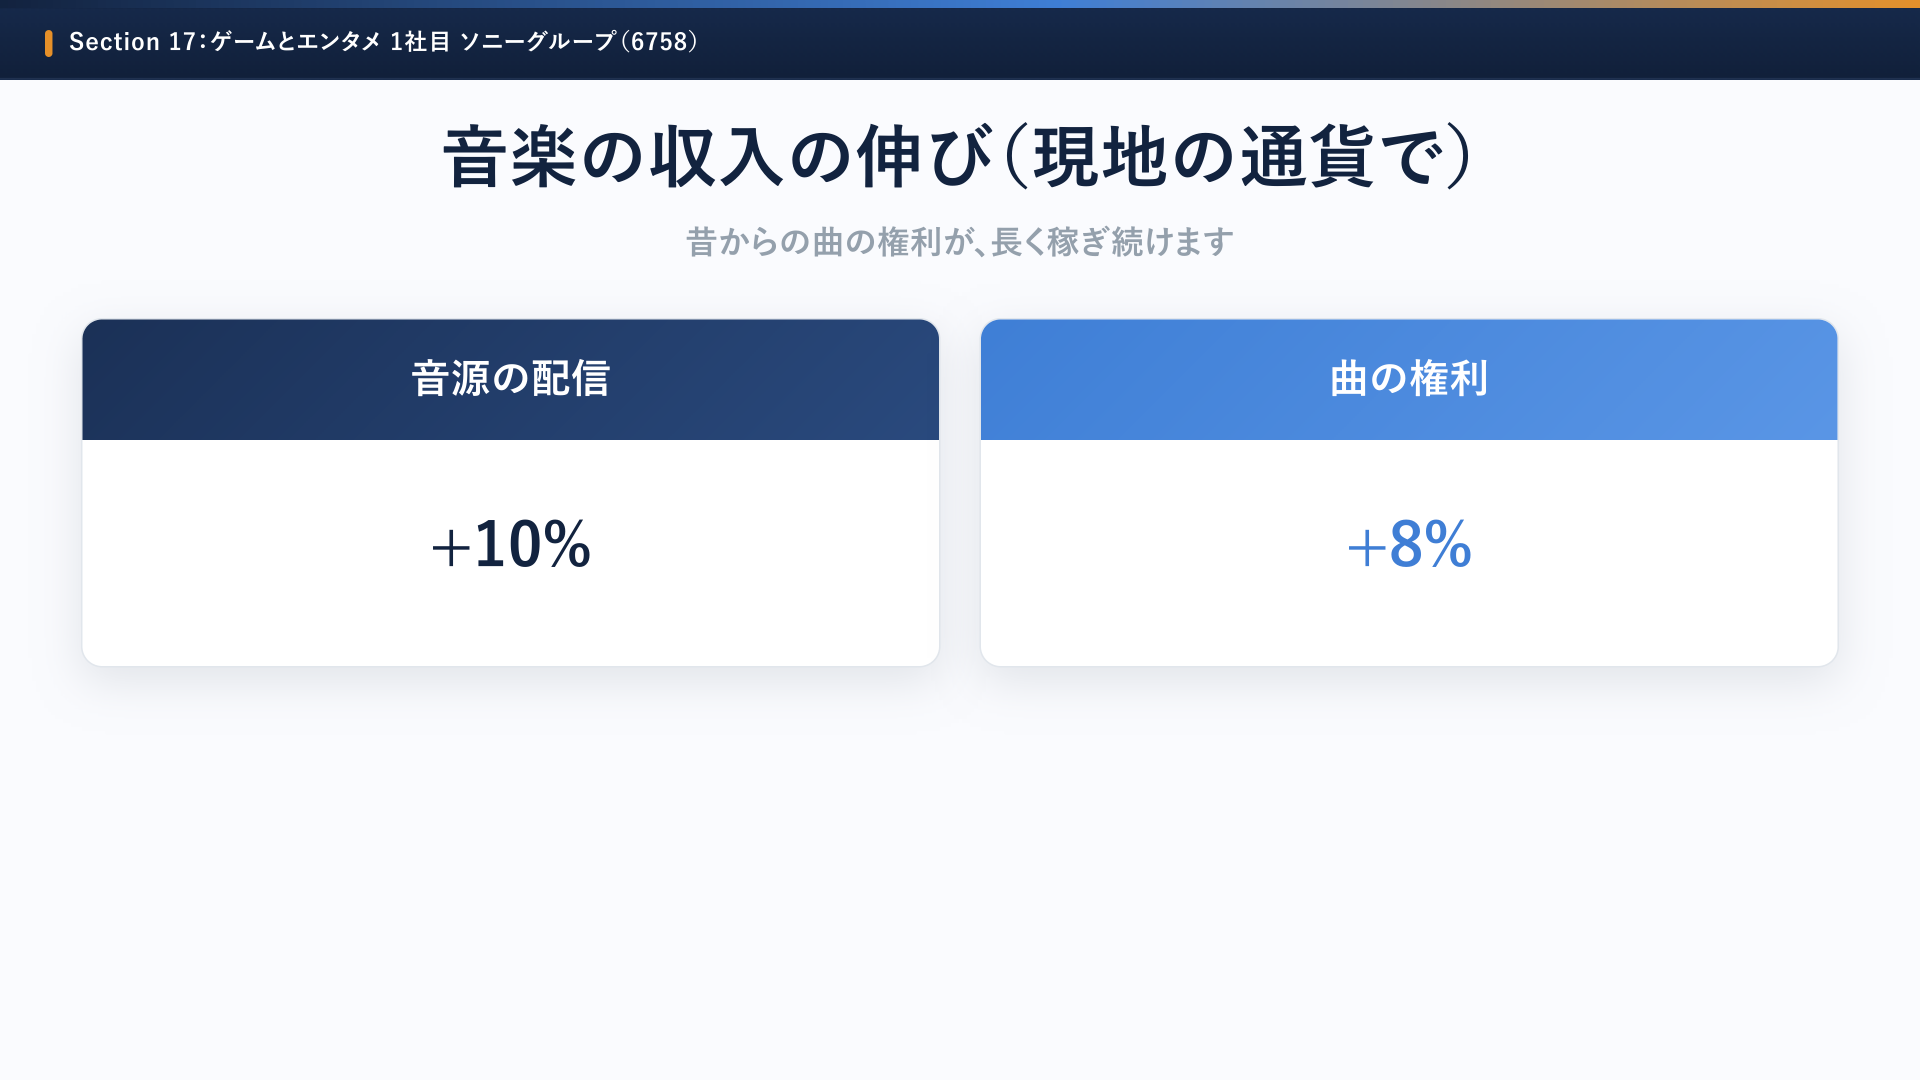 Section 17：ゲームとエンタメ 1社目 ソニーグループ（6758）
音楽の収入の伸び（現地の通貨で）
昔からの曲の権利が、長く稼ぎ続けます
音源の配信
+10%
曲の権利
+8%